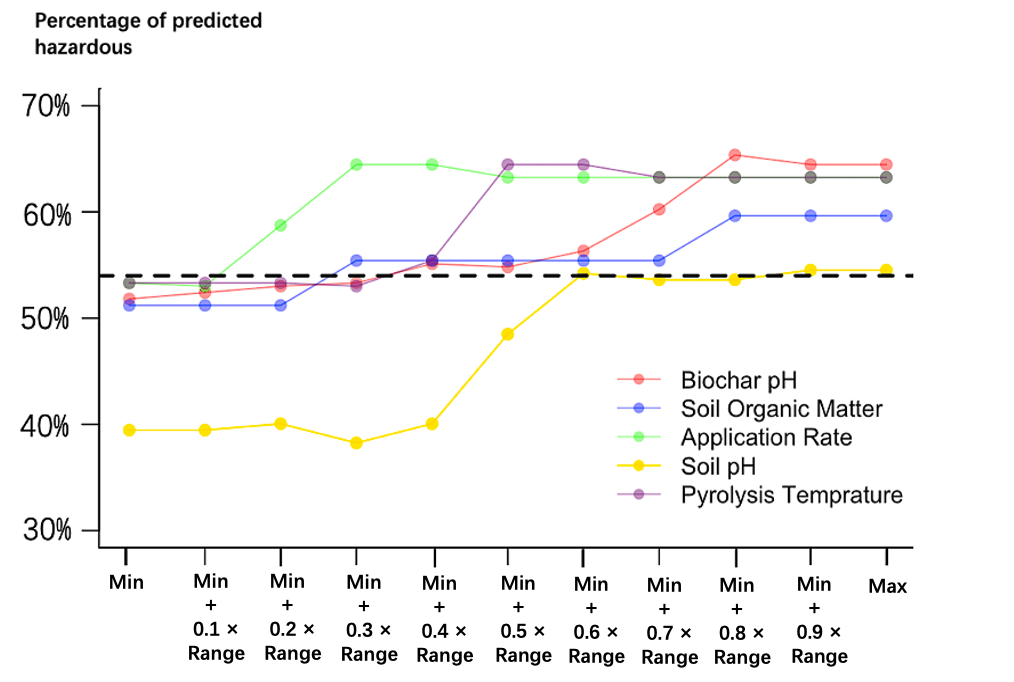 Percentage of predicted
hazardous
70%
60%
50%
40%
30%
Biochar pH
Soil Organic Matter
Application Rate
Soil pH
Pyrolysis Temprature
Min
Min
+
0.1 ×
Range
Min
+
0.2 ×
Range
Min
+
0.3 ×
Range
Min
+
0.4 ×
Range
Min
+
0.5 ×
Range
Min
+
0.6 ×
Range
Min
+
0.7 ×
Range
Min
+
0.8 ×
Range
Min
+
0.9 ×
Range
Max